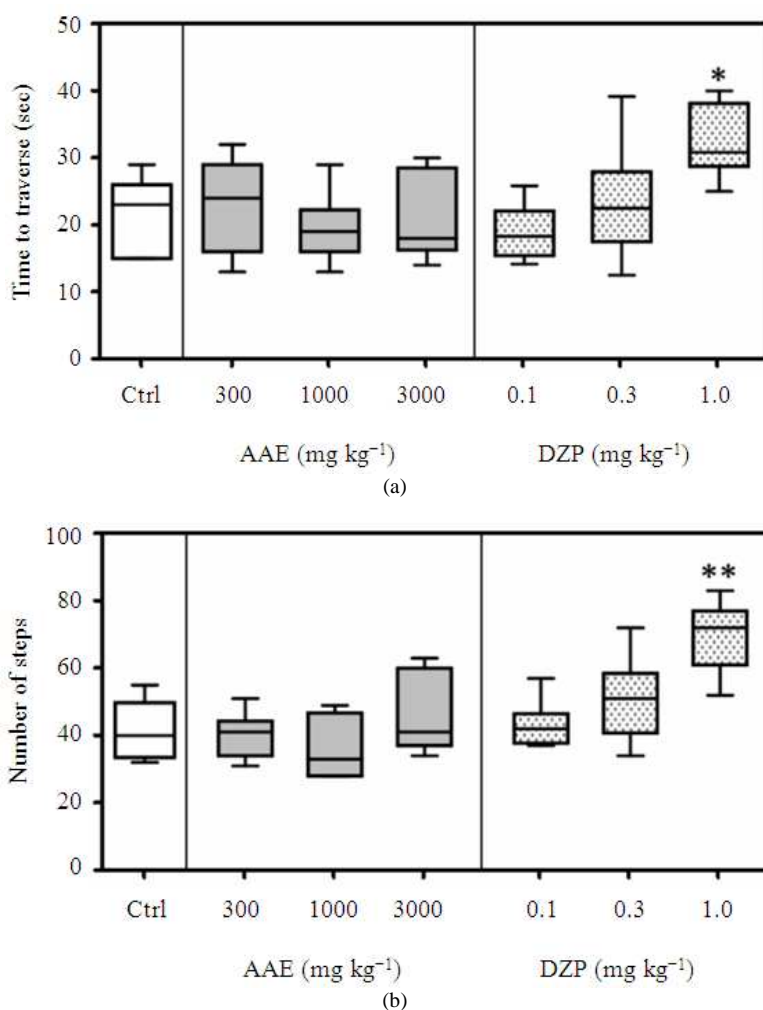 50
40
30
20
10
0
Time to traverse (sec)
*
Ctrl 300 1000 3000 0.1 0.3 1.0
AAE (mg kg⁻¹) DZP (mg kg⁻¹)
(a)
100
80
60
40
20
0
Number of steps
**
Ctrl 300 1000 3000 0.1 0.3 1.0
AAE (mg kg⁻¹) DZP (mg kg⁻¹)
(b)